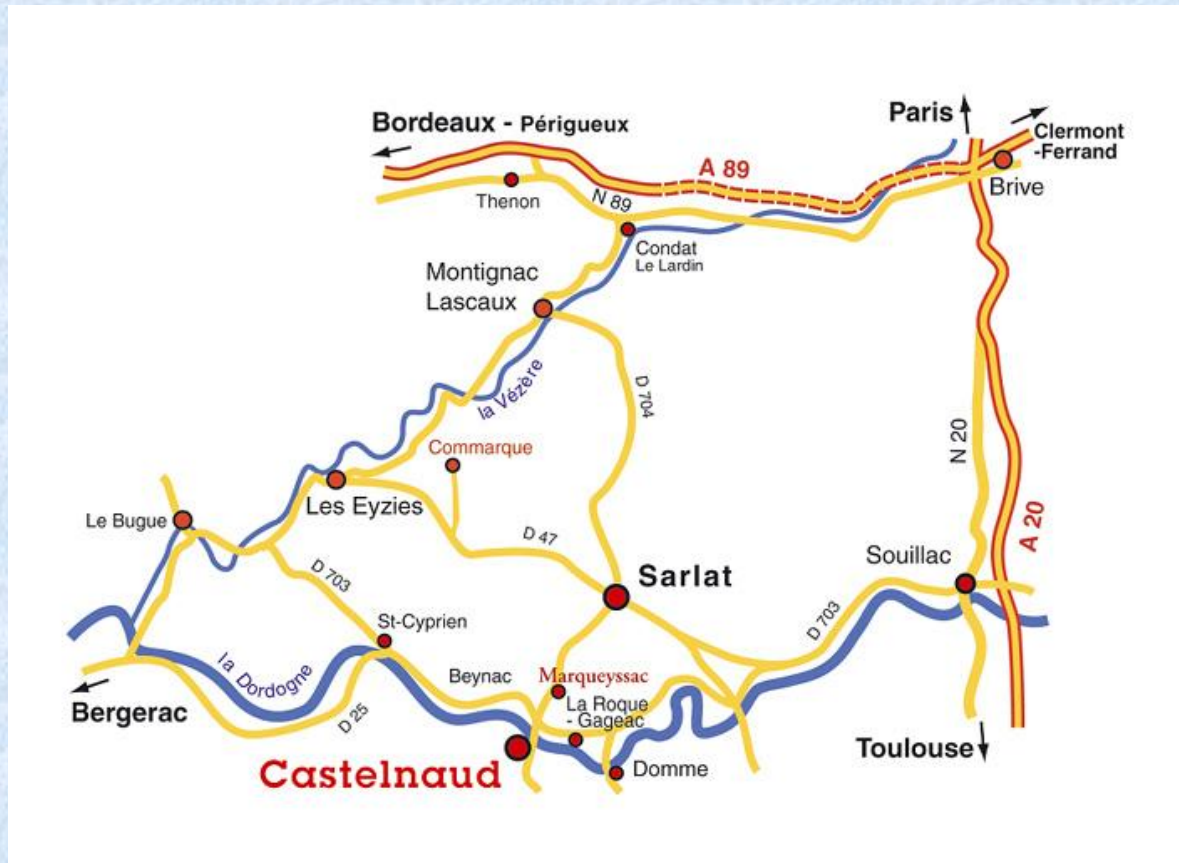 Paris
Bordeaux - Périgueux
Clermont
-Ferrand
A 89
Brive
Thenon
N 89
Condat
Le Lardin
Montignac
Lascaux
la Vézère
D 704
N 20
Commarque
Les Eyzies
Le Bugue
D 47
A 20
Souillac
Sarlat
D 703
St-Cyprien
D 703
la Dordogne
Beynac
Marqueyssac
La Roque
- Gageac
Bergerac
D 25
Toulouse
Castelnaud
Domme